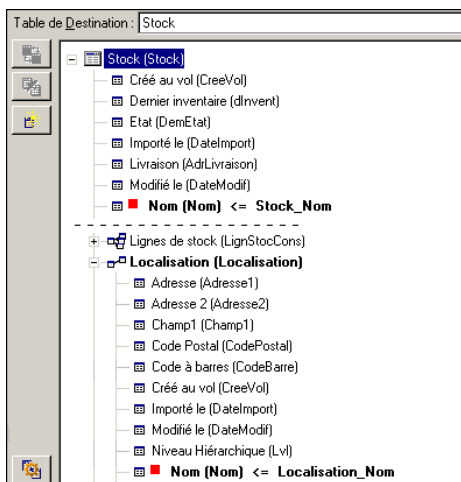 Table de Destination : Stock
Stock (Stock)
Créé au vol (CreeVol)
Dernier inventaire (dInvent)
Etat (DemEtat)
Importé le (DateImport)
Livraison (AdrLivraison)
Modifié le (DateModif)
Nom (Nom) <= Stock_Nom
Lignes de stock (LignStocCons)
Localisation (Localisation)
Adresse (Adresse1)
Adresse 2 (Adresse2)
Champ1 (Champ1)
Code Postal (CodePostal)
Code à barres (CodeBarre)
Créé au vol (CreeVol)
Importé le (DateImport)
Modifié le (DateModif)
Niveau Hiérarchique (Lvl)
Nom (Nom) <= Localisation_Nom